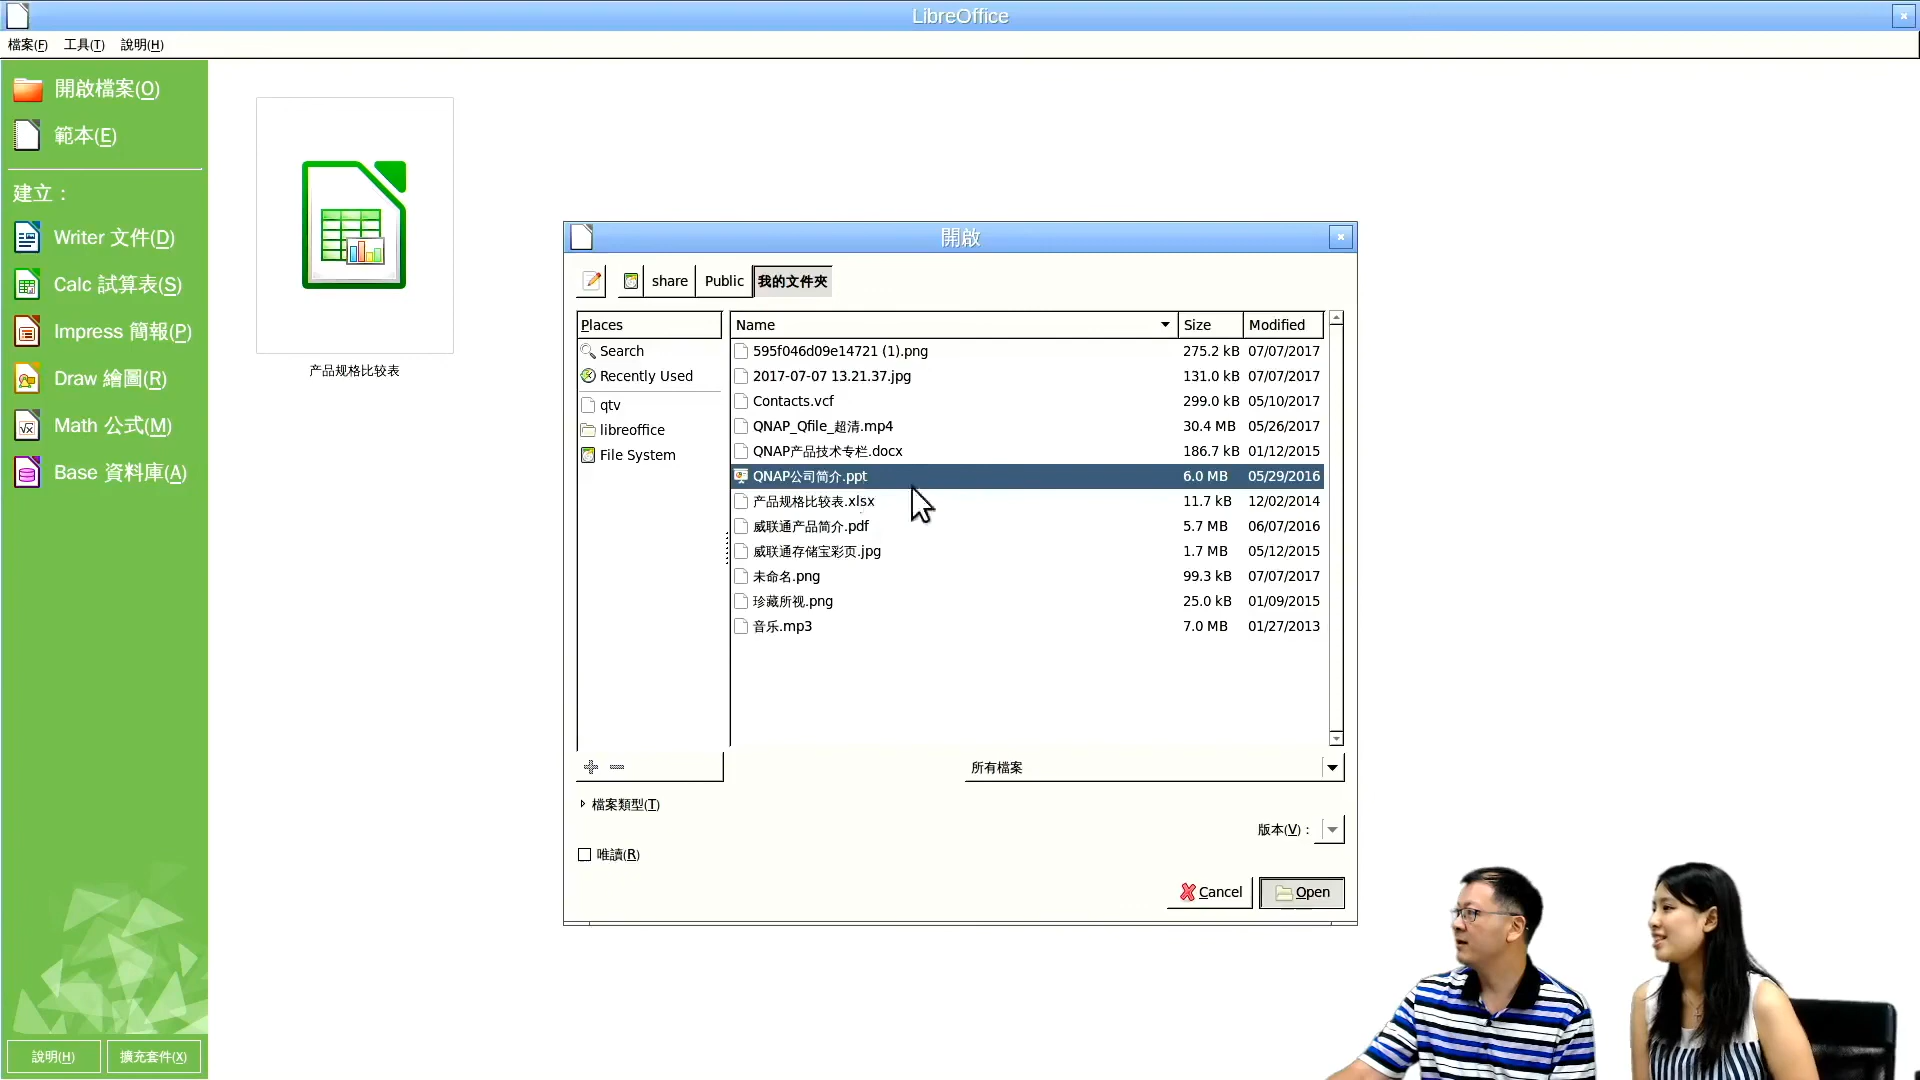 LibreOffice
檔案(F) 工具(T) 說明(H)
開啟檔案(O)
範本(E)
建立：
Writer 文件(D)
Calc 試算表(S)
Impress 簡報(P)
Draw 繪圖(R)
Math 公式(M)
Base 資料庫(A)
說明(H) 擴充套件(X)
产品规格比较表
開啟
share Public 我的文件夾
Places
Search
Recently Used
qtv
libreoffice
File System
Name Size Modified
595f046d09e14721 (1).png 275.2 kB 07/07/2017
2017-07-07 13.21.37.jpg 131.0 kB 07/07/2017
Contacts.vcf 299.0 kB 05/10/2017
QNAP_Qfile_超清.mp4 30.4 MB 05/26/2017
QNAP产品技术专栏.docx 186.7 kB 01/12/2015
QNAP公司简介.ppt 6.0 MB 05/29/2016
产品规格比较表.xlsx 11.7 kB 12/02/2014
威联通产品简介.pdf 5.7 MB 06/07/2016
威联通存储宝彩页.jpg 1.7 MB 05/12/2015
未命名.png 99.3 kB 07/07/2017
珍藏所视.png 25.0 kB 01/09/2015
音乐.mp3 7.0 MB 01/27/2013
所有檔案
檔案類型(T)
版本(V)：
唯讀(R)
Cancel Open